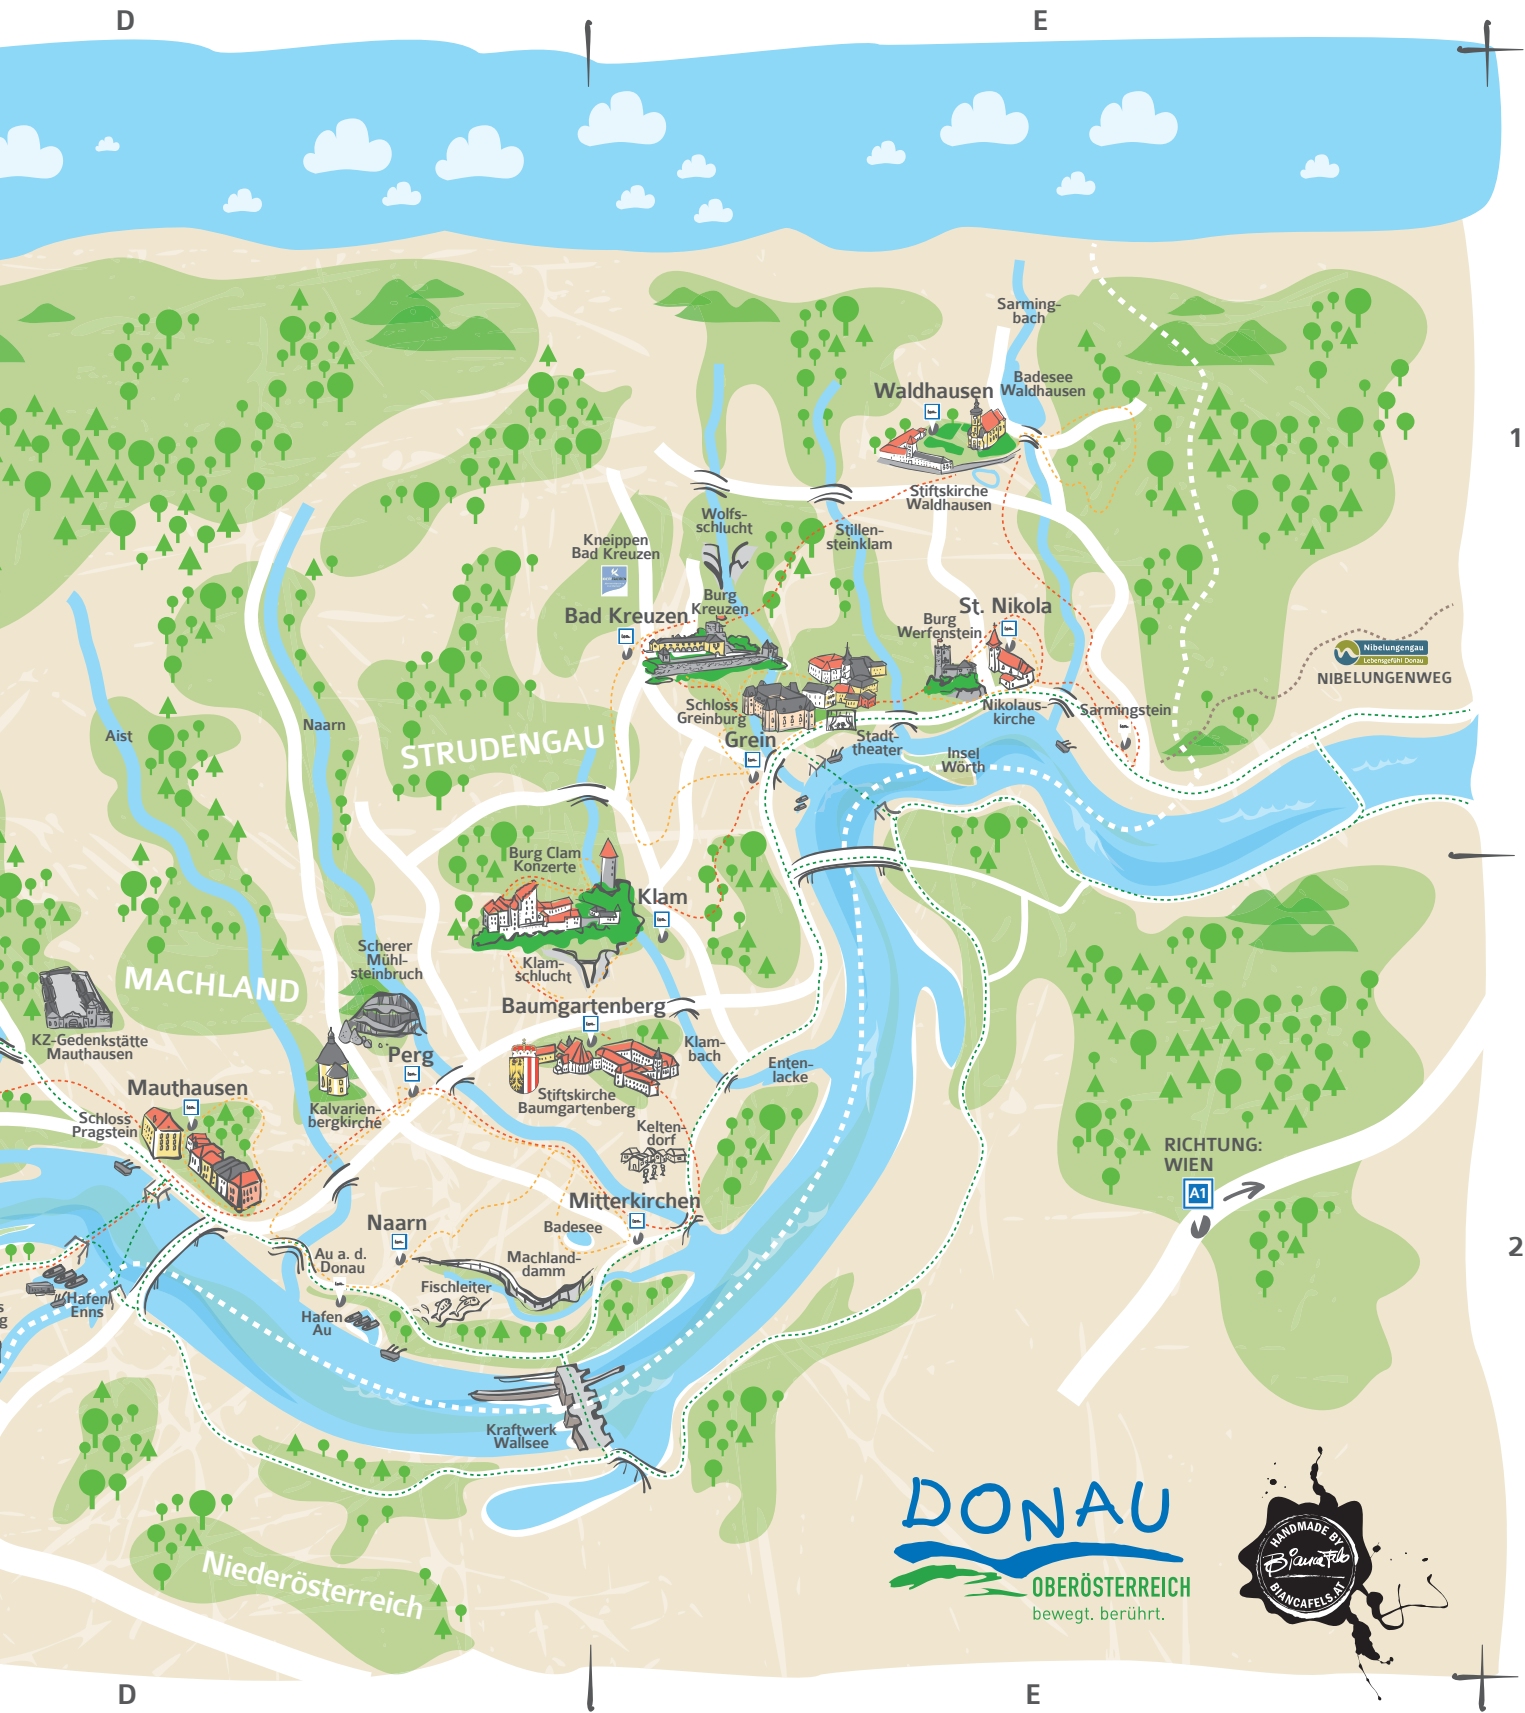 D
E
Sarming-
bach
Waldhausen
Badesee
Waldhausen
1
Stiftskirche
Waldhausen
Wolfs-
schlucht
Stillen-
steinklam
Kneippen
Bad Kreuzen
Burg
Kreuzen
Bad Kreuzen
St. Nikola
Burg
Werfenstein
Nibelungengau
Lebensgefühl Donau
NIBELUNGENWEG
Schloss
Greinburg
Nikolaus-
kirche
Sarmingstein
Naarn
Aist
STRUDENGAU
Grein
Stadt-
theater
Insel
Wörth
Burg Clam
Konzerte
Klam
Scherer
Mühl-
steinbruch
Klam-
schlucht
MACHLAND
Baumgartenberg
KZ-Gedenkstätte
Mauthausen
Perg
Klam-
bach
Enten-
lacke
Mauthausen
Stiftskirche
Baumgartenberg
Schloss
Pragstein
Kalvarien-
bergkirche
Kelten-
dorf
RICHTUNG:
WIEN
A1
Mitterkirchen
Naarn
Badesee
2
Au a. d.
Donau
Machland-
damm
Fischleiter
Hafen
Enns
s
g
Hafen
Au
Kraftwerk
Wallsee
DONAU
OBERÖSTERREICH
bewegt. berührt.
HANDMADE BY
Bianca Fels
BIANCAFELS.AT
Niederösterreich
D
E